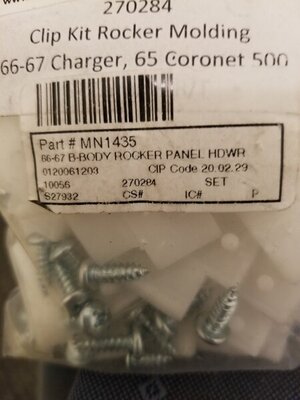 270284
Clip Kit Rocker Molding
66-67 Charger, 65 Coronet 500
Part # MN1435
66-67 B-BODY ROCKER PANEL HDWR
0120061203 CIP Code 20.02.29
10056 270284 SET
S27932 CS# IC# P